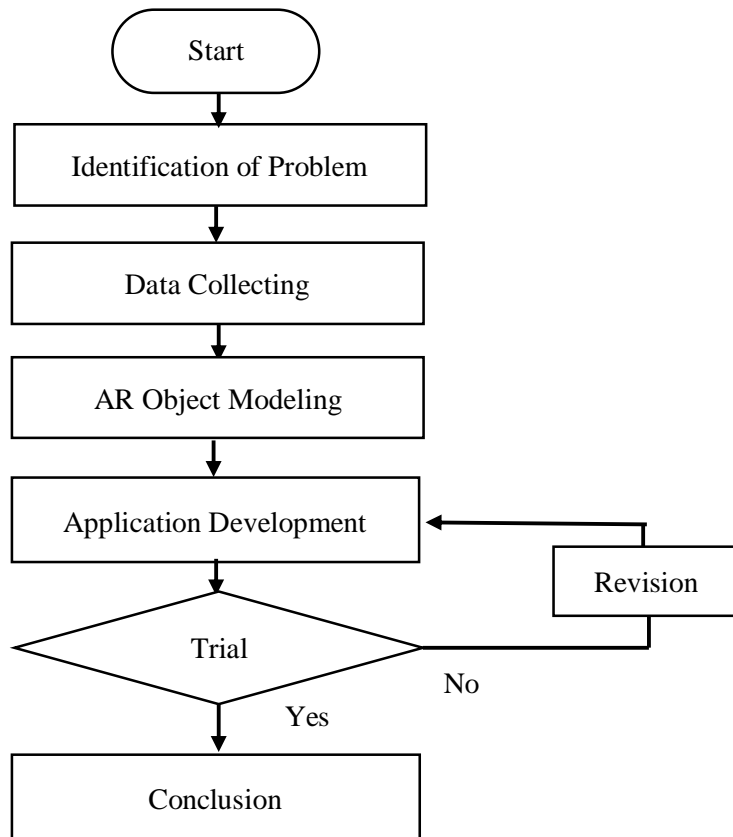 Start
Identification of Problem
Data Collecting
AR Object Modeling
Application Development
Revision
Trial
No
Yes
Conclusion